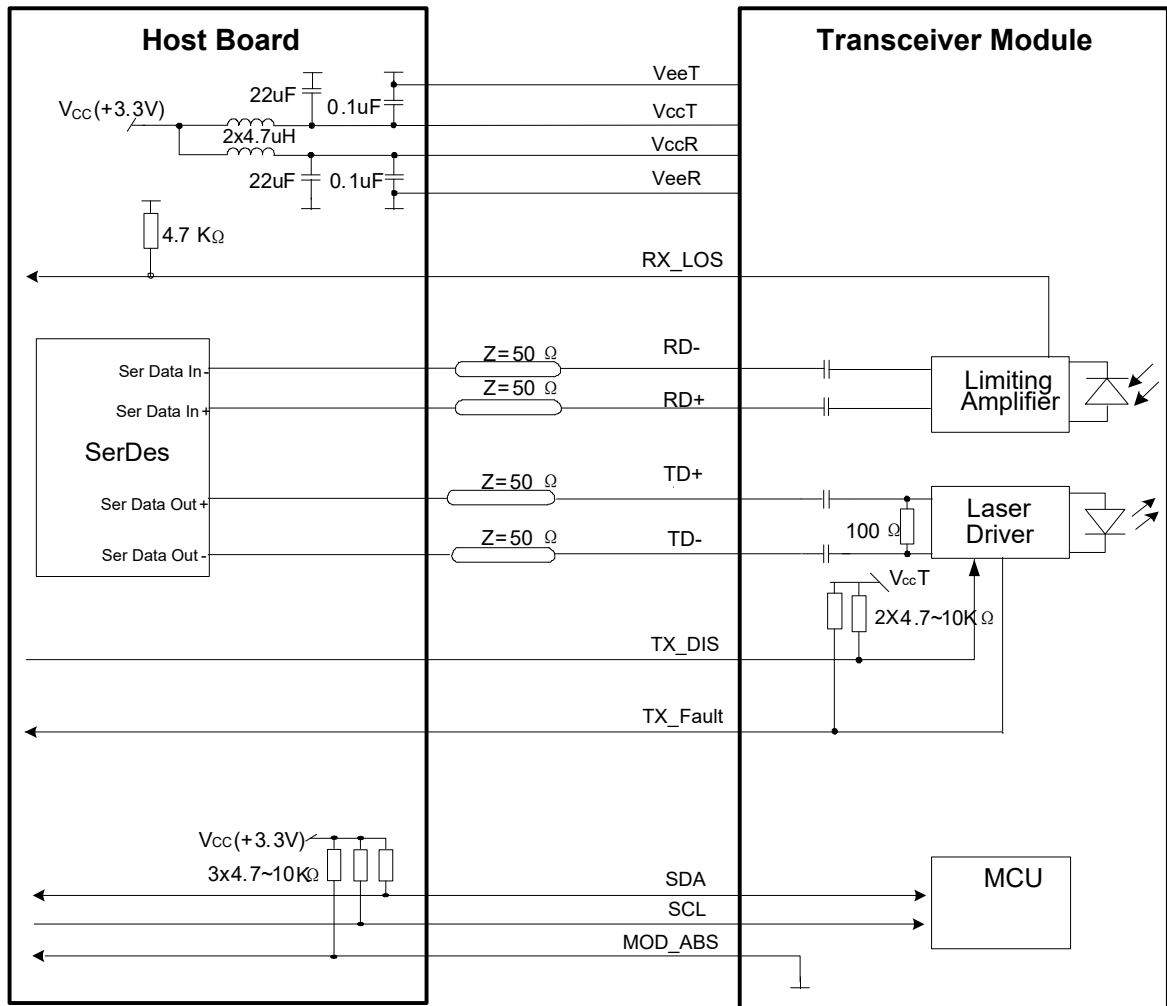 Host Board
Transceiver Module
VeeT
22uF
0.1uF
VCC(+3.3V)
VccT
2x4.7uH
VccR
22uF
0.1uF
VeeR
4.7 KΩ
RX_LOS
Z=50 Ω
RD-
Ser Data In-
Z=50 Ω
RD+
Ser Data In+
Limiting
Amplifier
SerDes
Z=50 Ω
TD+
Ser Data Out+
Laser
Driver
100 Ω
Z=50 Ω
TD-
Ser Data Out-
VccT
2X4.7~10KΩ
TX_DIS
TX_Fault
VCC(+3.3V)
3x4.7~10KΩ
SDA
MCU
SCL
MOD_ABS